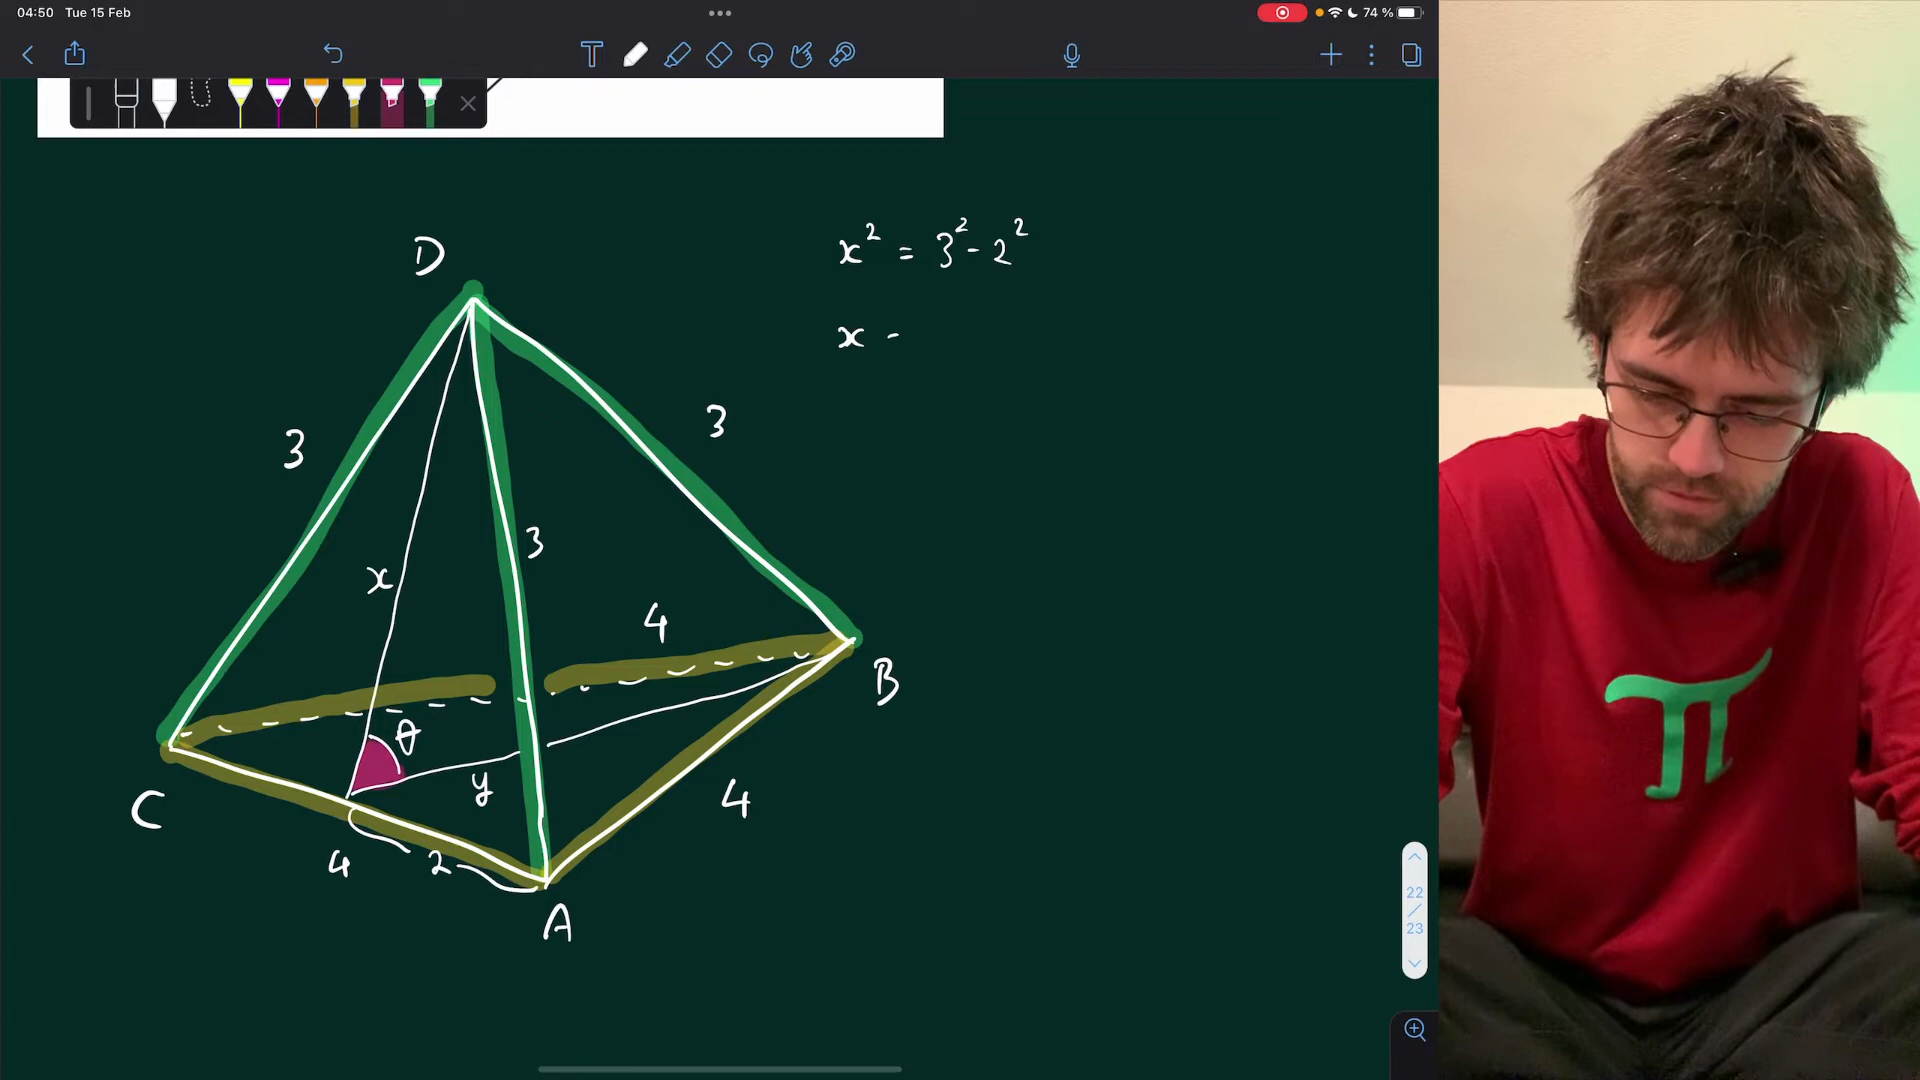 04:50 Tue 15 Feb
74 %
D
x² = 3² - 2²
x -
3
3
3
x
4
θ
B
y
C
4
4
2
A
22
/
23
π